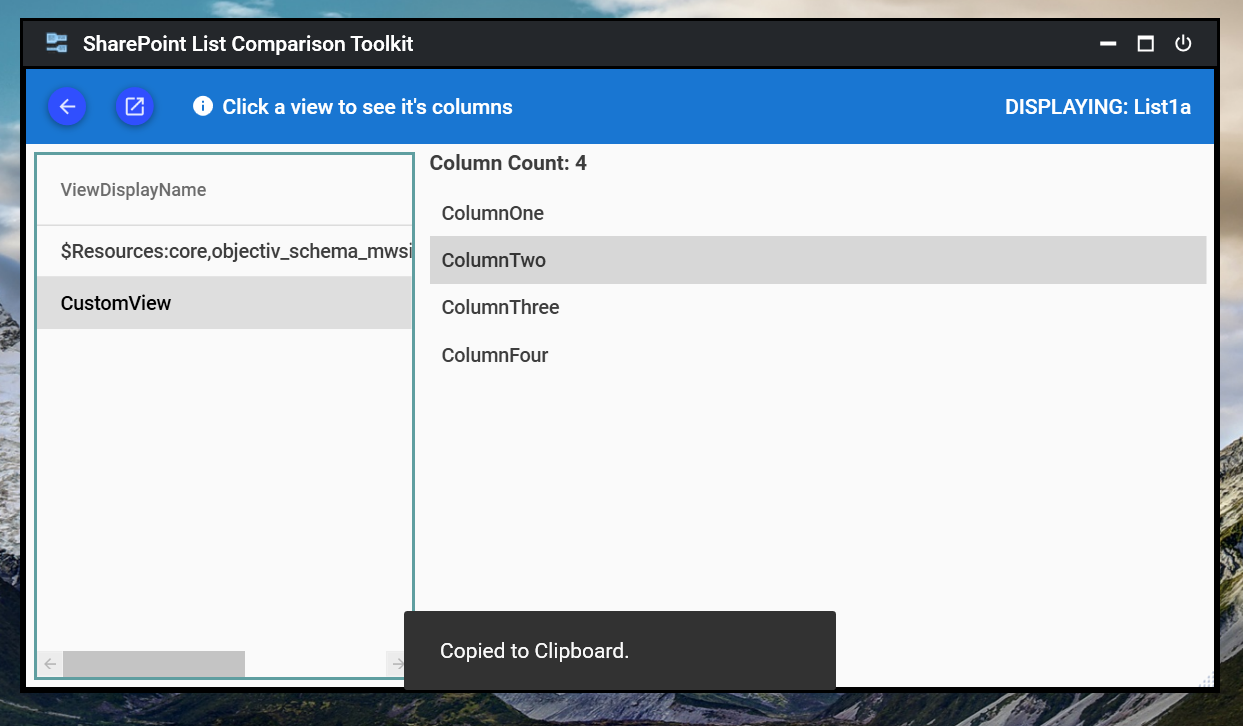 SharePoint List Comparison Toolkit
Click a view to see it's columns
DISPLAYING: List1a
ViewDisplayName
$Resources:core,objectiv_schema_mwsi
CustomView
Column Count: 4
ColumnOne
ColumnTwo
ColumnThree
ColumnFour
Copied to Clipboard.